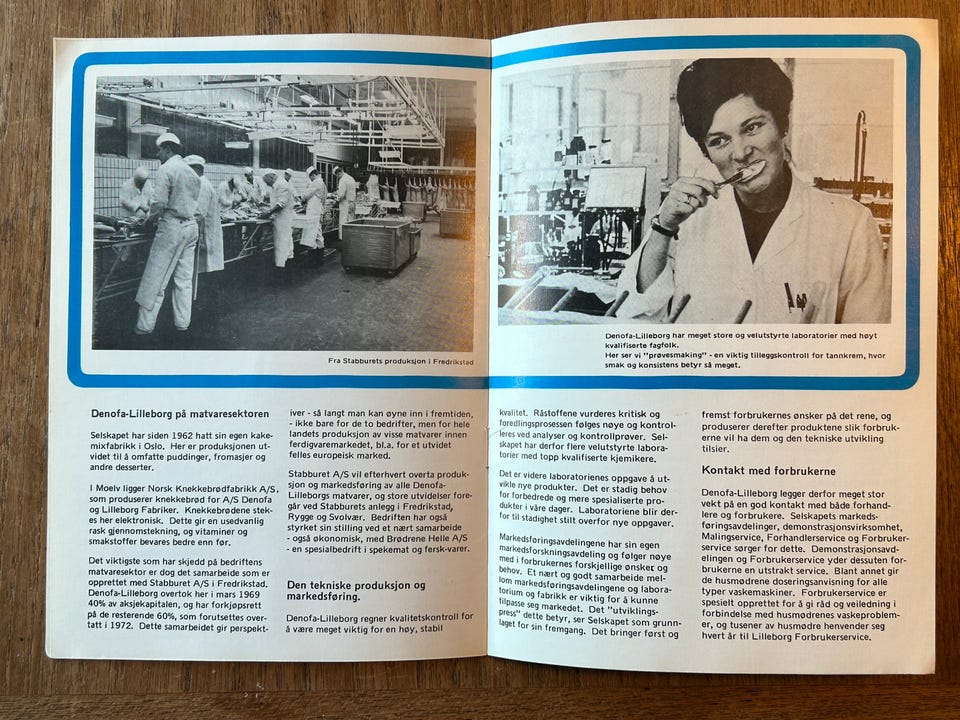 Fra Stabburets produksjon i Fredrikstad
Denofa-Lilleborg på matvaresektoren
Selskapet har siden 1962 hatt sin egen kake-
mixfabrikk i Oslo. Her er produksjonen ut-
videt til å omfatte puddinger, fromasjer og
andre desserter.
I Moelv ligger Norsk Knekkebrødfabrikk A/S,
som produserer knekkebrød for A/S Denofa
og Lilleborg Fabriker. Knekkebrødene stek-
es her elektronisk. Dette gir en usedvanlig
rask gjennomstekning, og vitaminer og
smakstoffer bevares bedre enn før.
Det viktigste som har skjedd på bedriftens
matvaresektor er dog det samarbeide som er
opprettet med Stabburet A/S i Fredrikstad.
Denofa-Lilleborg overtok her i mars 1969
40% av aksjekapitalen, og har forkjøpsrett
på de resterende 60%, som forutsettes over-
tatt i 1972. Dette samarbeidet gir perspekt-
iver - så langt man kan øyne inn i fremtiden,
- ikke bare for de to bedrifter, men for hele
landets produksjon av visse matvarer innen
ferdigvaremarkedet, bl.a. for et utvidet
felles europeisk marked.
Stabburet A/S vil efterhvert overta produk-
sjon og markedsføring av alle Denofa-
Lilleborgs matvarer, og store utvidelser fore-
går ved Stabburets anlegg i Fredrikstad,
Rygge og Svolvær. Bedriften har også
styrket sin stilling ved et nært samarbeide
- også økonomisk, med Brødrene Helle A/S
- en spesialbedrift i spekemat og fersk-varer.
Den tekniske produksjon og
markedsføring.
Denofa-Lilleborg regner kvalitetskontroll for
å være meget viktig for en høy, stabil
Denofa-Lilleborg har meget store og velutstyrte laboratorier med høyt
kvalifiserte fagfolk.
Her ser vi "prøvesmaking" - en viktig tilleggskontroll for tannkrem, hvor
smak og konsistens betyr så meget.
kvalitet. Råstoffene vurderes kritisk og
foredlingsprosessen følges nøye og kontrol-
leres ved analyser og kontrollprøver. Sel-
skapet har derfor flere velutstyrte labora-
torier med topp kvalifiserte kjemikere.
Det er videre laboratorienes oppgave å ut-
vikle nye produkter. Det er stadig behov
for forbedrede og mere spesialiserte pro-
dukter i våre dager. Laboratoriene blir der-
for til stadighet stilt overfor nye oppgaver.
Markedsføringsavdelingene har sin egen
markedsforskningsavdeling og følger nøye
med i forbrukernes forskjellige ønsker og
behov. Et nært og godt samarbeide mel-
lom markedsføringsavdelingene og labora-
torium og fabrikk er viktig for å kunne
tilpasse seg markedet. Det "utviklings-
press" dette betyr, ser Selskapet som grunn-
laget for sin fremgang. Det bringer først og
fremst forbrukernes ønsker på det rene, og
produserer derefter produktene slik forbruk-
erne vil ha dem og den tekniske utvikling
tilsier.
Kontakt med forbrukerne
Denofa-Lilleborg legger derfor meget stor
vekt på en god kontakt med både forhand-
lere og forbrukere. Selskapets markeds-
føringsavdelinger, demonstrasjonsvirksomhet,
Malingservice, Forhandlerservice og Forbruker-
service sørger for dette. Demonstrasjonsavd-
elingen og Forbrukerservice yder dessuten for-
brukerne en utstrakt service. Blant annet gir
de husmødrene doseringsanvisning for alle
typer vaskemaskiner. Forbrukerservice er
spesielt opprettet for å gi råd og veiledning i
forbindelse med husmødrenes vaskeproblem-
er, og tusener av husmødre henvender seg
hvert år til Lilleborg Forbrukerservice.